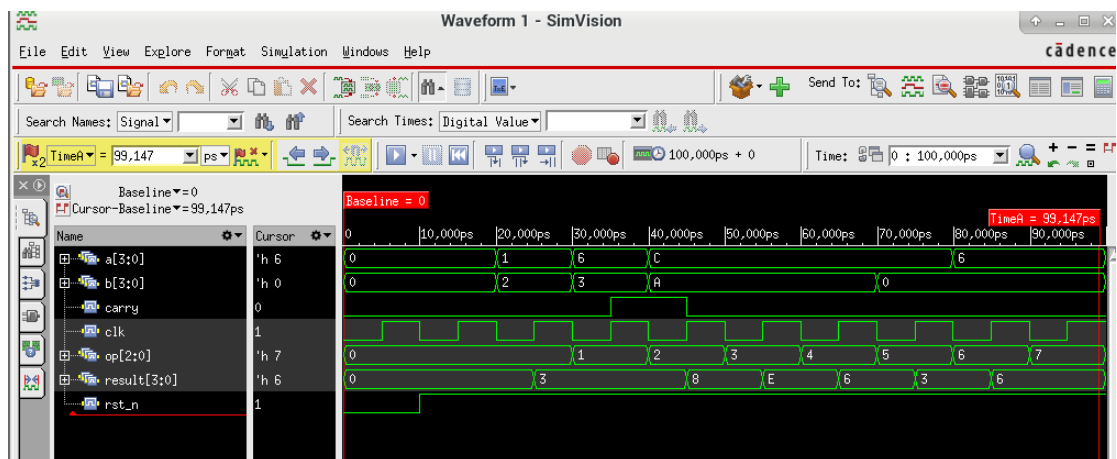 Waveform 1 - SimVision
File Edit View Explore Format Simulation Windows Help
cādence
Send To:
Search Names: Signal
Search Times: Digital Value
x2 TimeA = 99,147 ps
100,000ps + 0
Time: 0 : 100,000ps
Baseline = 0
Cursor-Baseline = 99,147ps
Baseline = 0
TimeA = 99,147ps
Name Cursor 0 10,000ps 20,000ps 30,000ps 40,000ps 50,000ps 60,000ps 70,000ps 80,000ps 90,000ps
a[3:0] 'h 6 0 1 6 C 6
b[3:0] 'h 0 0 2 3 A 0
carry 0
clk 1
op[2:0] 'h 7 0 1 2 3 4 5 6 7
result[3:0] 'h 6 0 3 8 E 6 3 6
rst_n 1